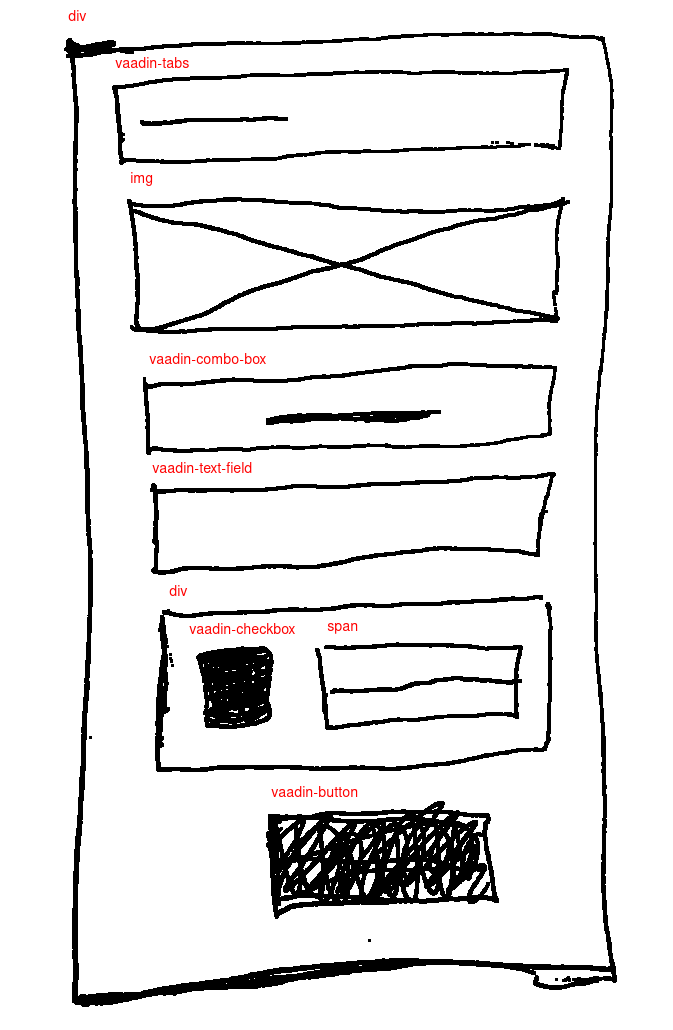 div
vaadin-tabs
img
vaadin-combo-box
vaadin-text-field
div
vaadin-checkbox
span
vaadin-button